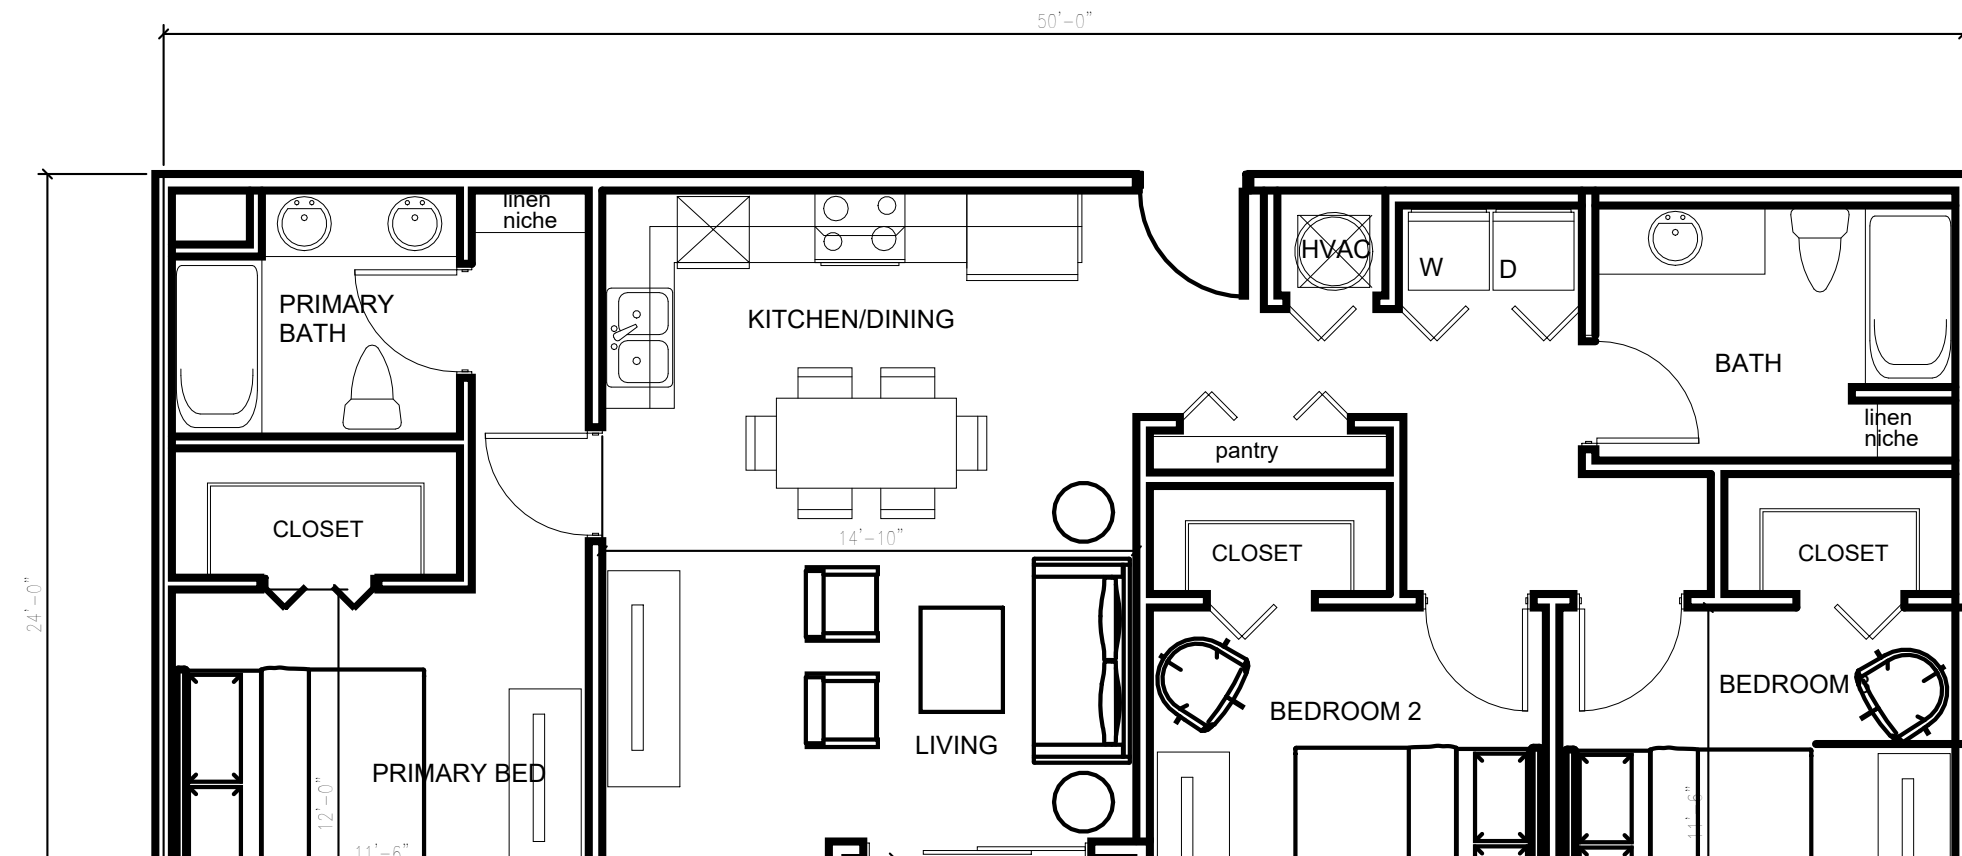 50'-0"
linen
niche
HVAC
W
D
PRIMARY
BATH
KITCHEN/DINING
BATH
linen
niche
pantry
CLOSET
14'-10"
CLOSET
CLOSET
24'-0"
BEDROOM
BEDROOM 2
LIVING
PRIMARY BED
12'-0"
11'-6"
11'-6"